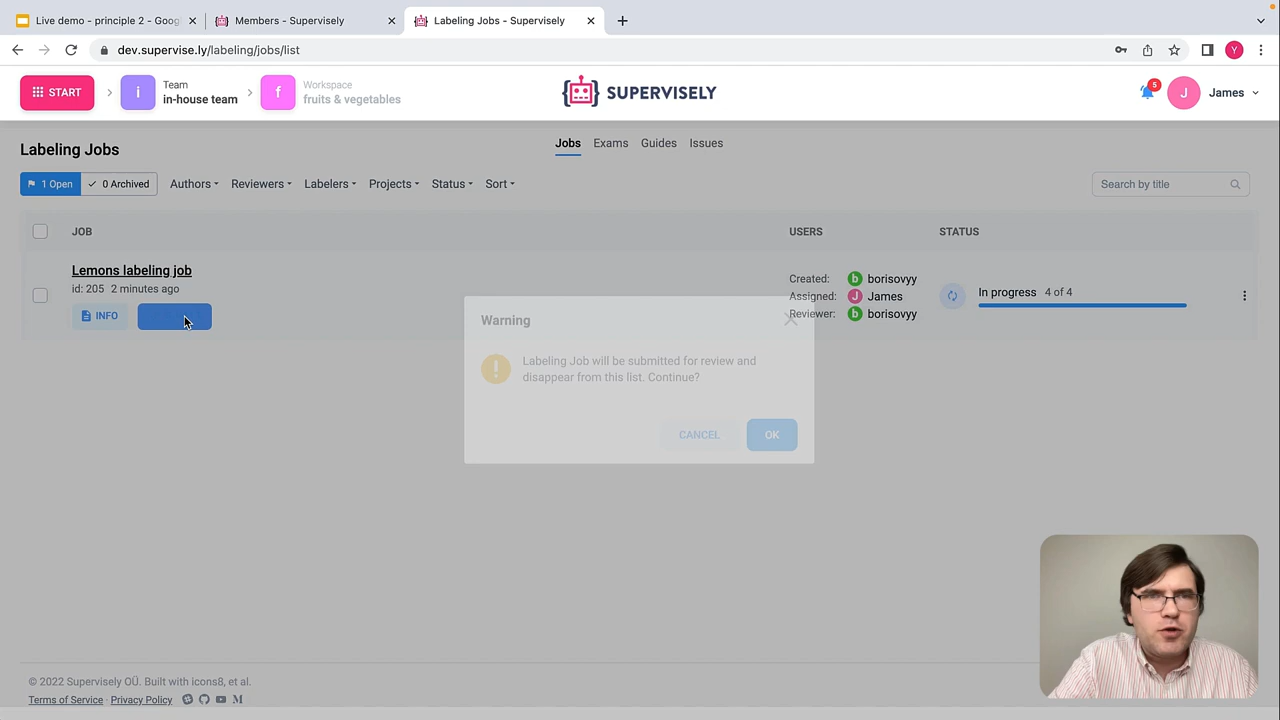 Live demo - principle 2 - Goog
Members - Supervisely
Labeling Jobs - Supervisely
dev.supervise.ly/labeling/jobs/list
Y
START
i
Team
in-house team
f
Workspace
fruits & vegetables
SUPERVISELY
5
J
James
Labeling Jobs
Jobs
Exams
Guides
Issues
1 Open
0 Archived
Authors
Reviewers
Labelers
Projects
Status
Sort
Search by title
JOB
USERS
STATUS
Lemons labeling job
id: 205 2 minutes ago
INFO
Created: b borisovyy
Assigned: J James
Reviewer: b borisovyy
In progress 4 of 4
Warning
Labeling Job will be submitted for review and
disappear from this list. Continue?
CANCEL
OK
© 2022 Supervisely OÜ. Built with icons8, et al.
Terms of Service · Privacy Policy